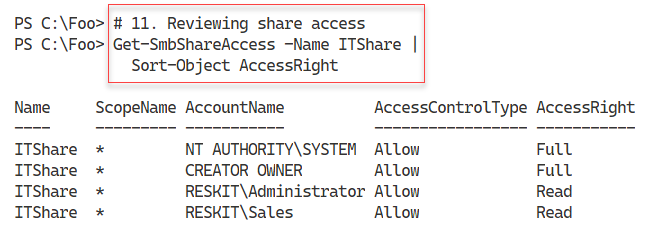 PS C:\Foo> # 11. Reviewing share access
PS C:\Foo> Get-SmbShareAccess -Name ITShare |
             Sort-Object AccessRight

Name    ScopeName AccountName          AccessControlType AccessRight
----    --------- -----------          ----------------- -----------
ITShare *         NT AUTHORITY\SYSTEM  Allow             Full
ITShare *         CREATOR OWNER        Allow             Full
ITShare *         RESKIT\Administrator Allow             Read
ITShare *         RESKIT\Sales         Allow             Read